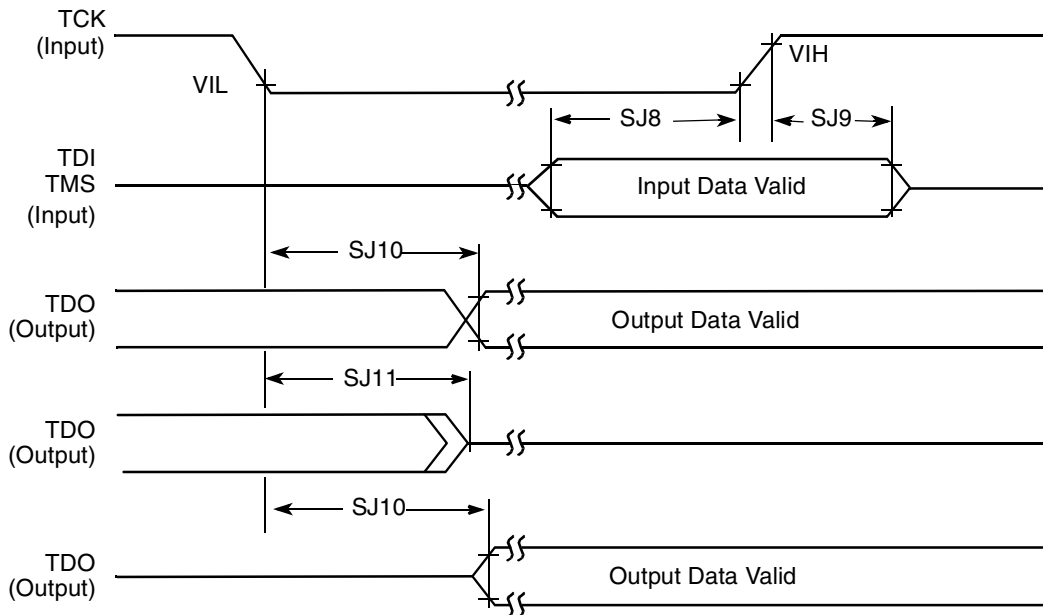 TCK
(Input)
VIL
VIH
SJ8
SJ9
TDI
TMS
(Input)
Input Data Valid
SJ10
TDO
(Output)
Output Data Valid
SJ11
TDO
(Output)
SJ10
TDO
(Output)
Output Data Valid